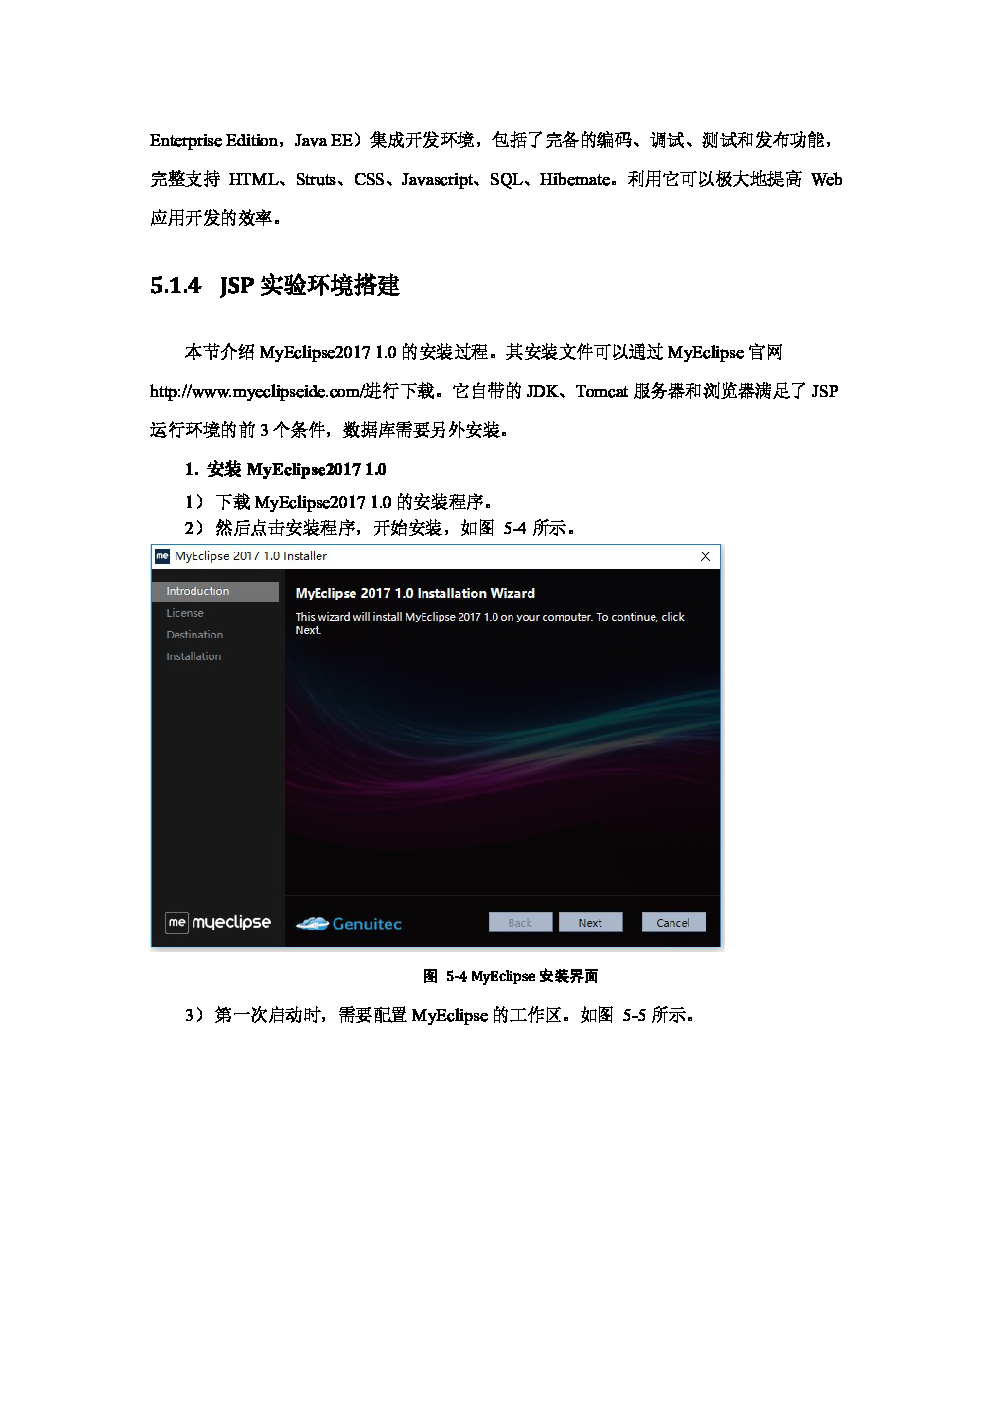 Enterprise Edition，Java EE）集成开发环境，包括了完备的编码、调试、测试和发布功能，
完整支持 HTML、Struts、CSS、Javascript、SQL、Hibernate。利用它可以极大地提高 Web
应用开发的效率。
5.1.4 JSP 实验环境搭建
本节介绍 MyEclipse2017 1.0 的安装过程。其安装文件可以通过 MyEclipse 官网
http://www.myeclipseide.com/进行下载。它自带的 JDK、Tomcat 服务器和浏览器满足了 JSP
运行环境的前 3 个条件，数据库需要另外安装。
1. 安装 MyEclipse2017 1.0
1） 下载 MyEclipse2017 1.0 的安装程序。
2） 然后点击安装程序，开始安装，如图 5-4 所示。
me MyEclipse 2017 1.0 Installer X
Introduction
License
Destination
Installation
MyEclipse 2017 1.0 Installation Wizard
This wizard will install MyEclipse 2017 1.0 on your computer. To continue, click
Next.
me myeclipse
Genuitec
Back Next Cancel
图 5-4 MyEclipse 安装界面
3） 第一次启动时，需要配置 MyEclipse 的工作区。如图 5-5 所示。